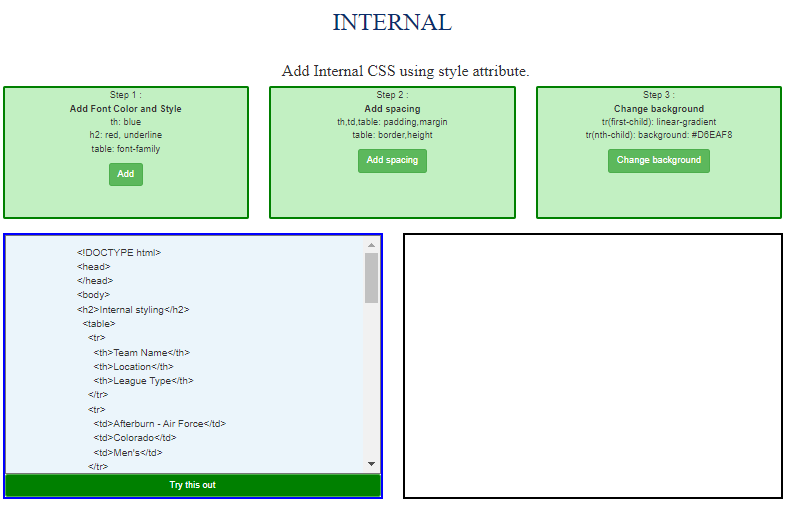 INTERNAL
Add Internal CSS using style attribute.
Step 1 :
Add Font Color and Style
th: blue
h2: red, underline
table: font-family
Add
Step 2 :
Add spacing
th,td,table: padding,margin
table: border,height
Add spacing
Step 3 :
Change background
tr(first-child): linear-gradient
tr(nth-child): background: #D6EAF8
Change background
<!DOCTYPE html>
<head>
</head>
<body>
<h2>Internal styling</h2>
<table>
<tr>
<th>Team Name</th>
<th>Location</th>
<th>League Type</th>
</tr>
<tr>
<td>Afterburn - Air Force</td>
<td>Colorado</td>
<td>Men's</td>
</tr>
Try this out